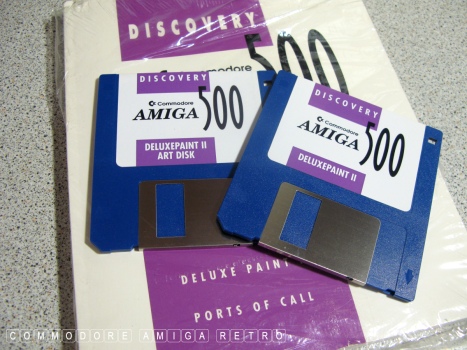 DISCOVERY
500
Commodore
DISCOVERY
Commodore
AMIGA 500
DELUXEPAINT II
ART DISK
DISCOVERY
Commodore
AMIGA 500
DELUXEPAINT II
DELUXE PAINT
PORTS OF CALL
COMMODORE AMIGA RETRO